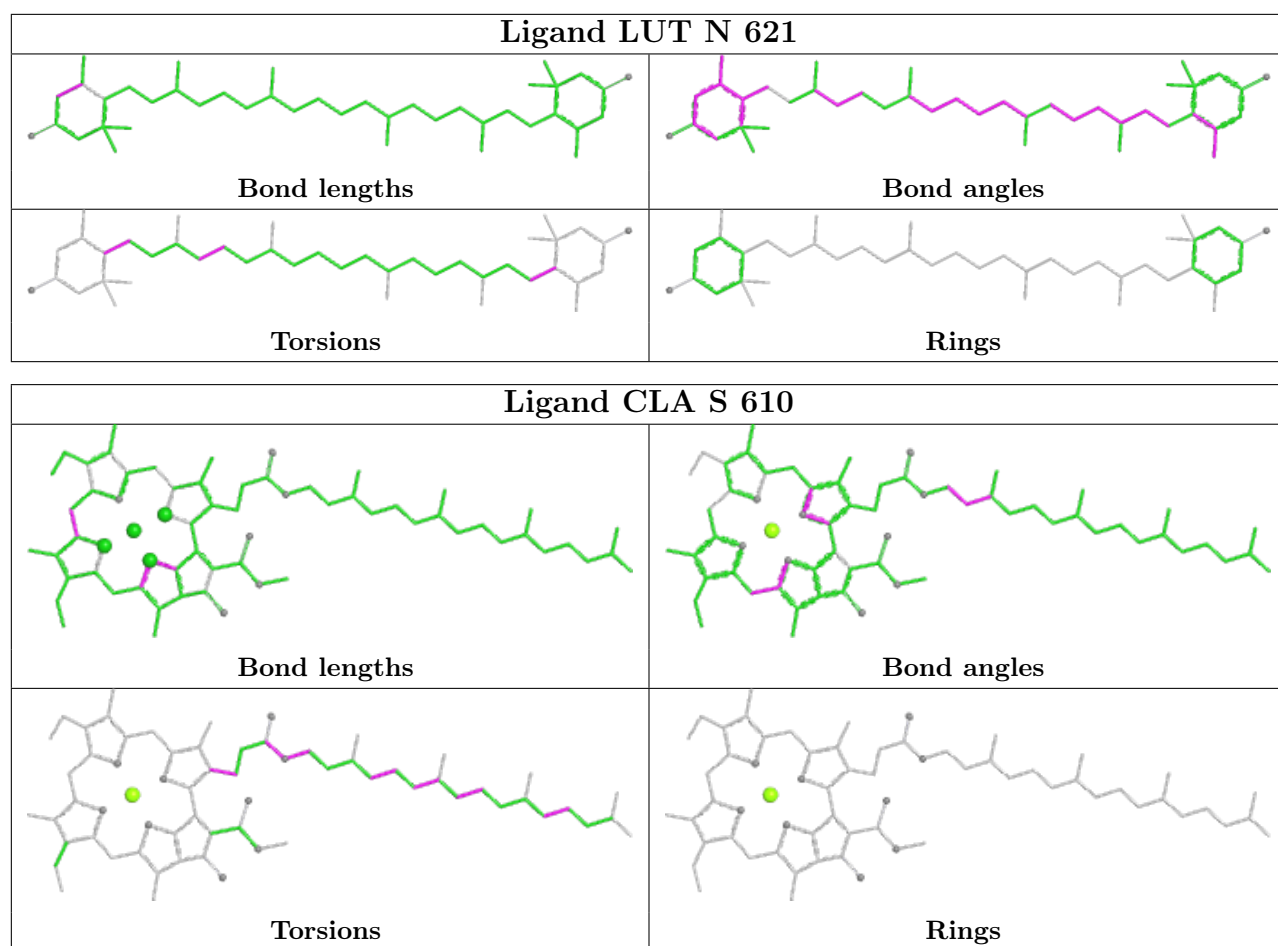 Ligand LUT N 621
Bond lengths
Bond angles
Torsions
Rings
Ligand CLA S 610
Bond lengths
Bond angles
Torsions
Rings